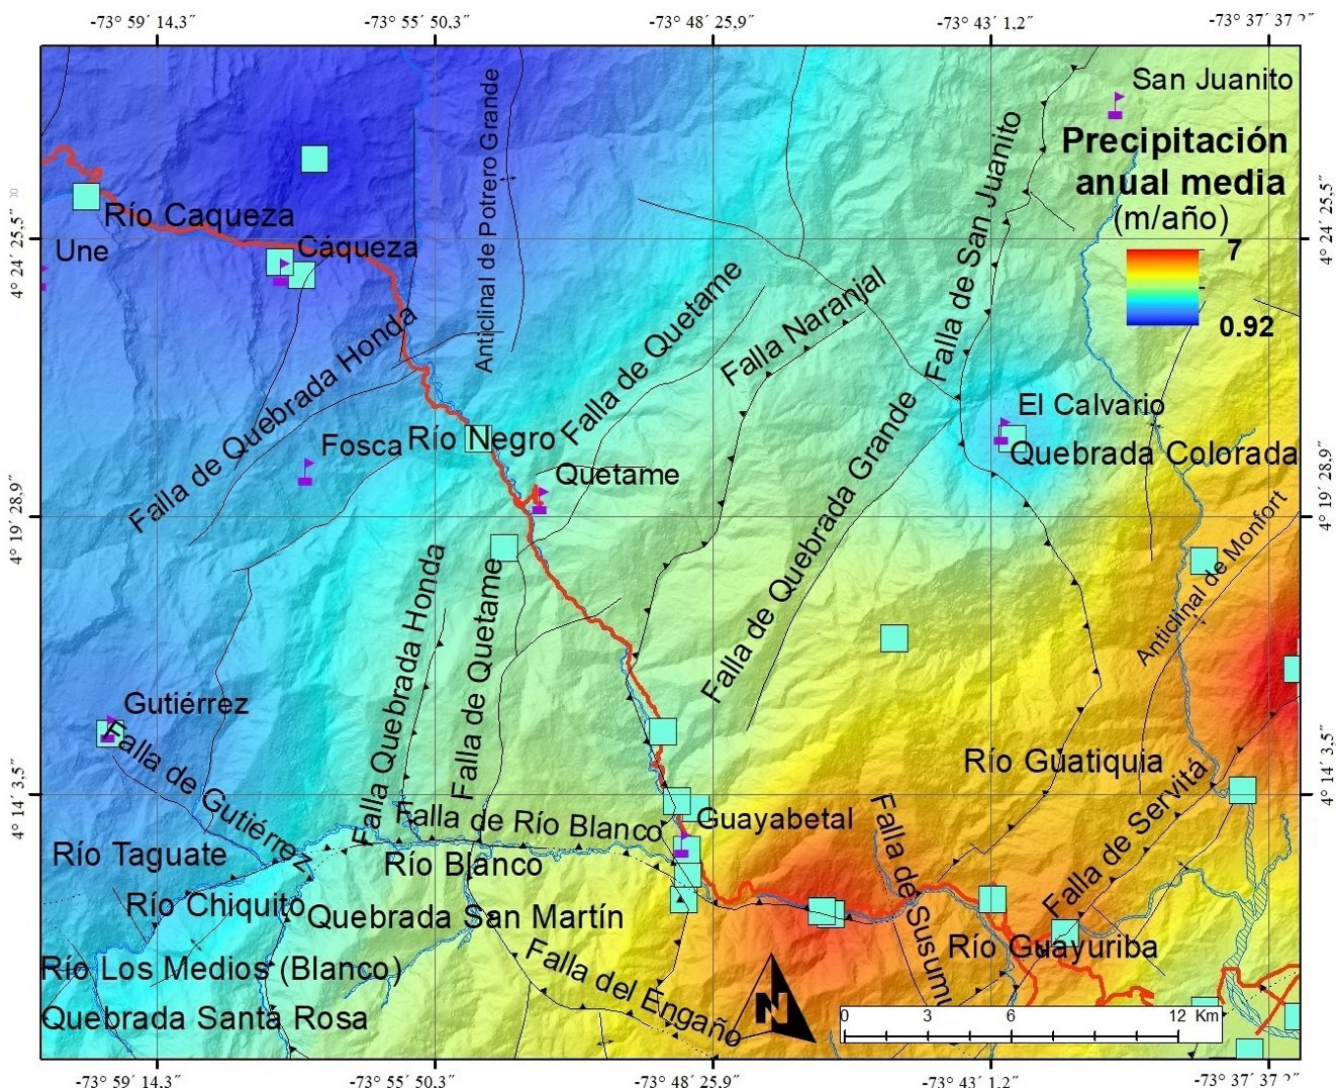 -73° 59´ 14.3˝
-73° 55´ 50.3˝
-73° 48´ 25.9˝
-73° 43´ 1.2˝
San Juanito
Precipitación
anual media
(m/año)
7
0.92
Anticlinal de Potrero Grande
Falla de San Juanito
4° 24´ 25,5˝
4° 24´ 25,5˝
Río Caqueza
Une
Cáqueza
Falla de Quebrada Honda
Falla de Quetame
Falla Naranjal
El Calvario
Fosca
Río Negro
Quebrada Colorada
Quetame
Falla de Quebrada Grande
4° 19´ 28,9˝
4° 19´ 28,9˝
Anticlinal de Monfort
Falla Quebrada Honda
Falla de Quetame
Gutiérrez
Falla de Gutiérrez
Río Guatiquia
4° 14´ 3,5˝
4° 14´ 3,5˝
Falla de Río Blanco
Guayabetal
Falla de Servitá
Falla de Susumu
Río Taguate
Río Blanco
Río Chiquito
Quebrada San Martín
Río Guayuriba
Falla del Engaño
Río Los Medios (Blanco)
Quebrada Santa Rosa
N
0 3 6 12 Km
-73° 59´ 14.3˝
-73° 55´ 50.3˝
-73° 48´ 25.9˝
-73° 43´ 1.2˝